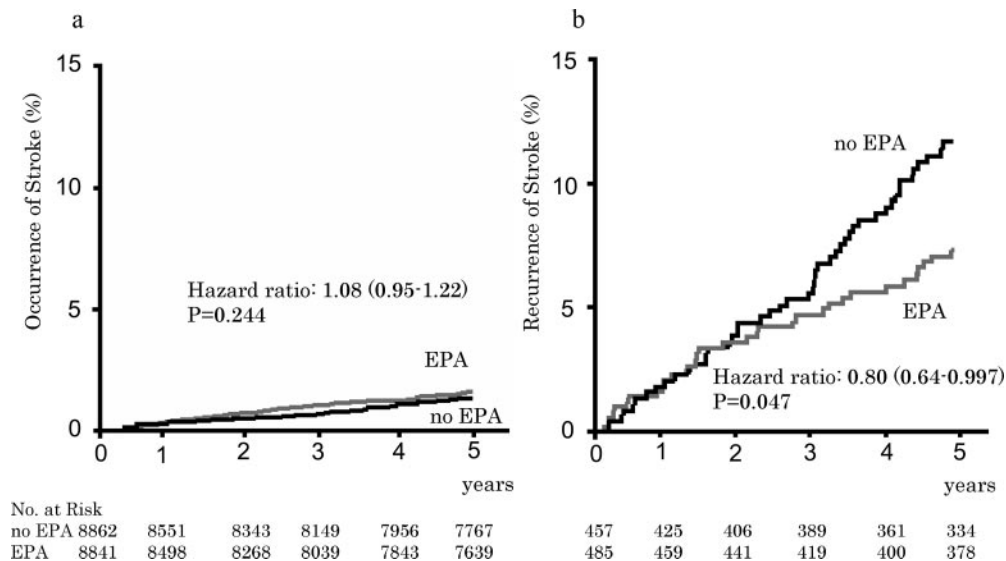 a
Occurrence of Stroke (%)
15
10
5
0
Hazard ratio: 1.08 (0.95-1.22)
P=0.244
EPA
no EPA
0 1 2 3 4 5
years
b
Recurrence of Stroke (%)
15
10
5
0
no EPA
EPA
Hazard ratio: 0.80 (0.64-0.997)
P=0.047
0 1 2 3 4 5
years
No. at Risk
no EPA 8862 8551 8343 8149 7956 7767 457 425 406 389 361 334
EPA 8841 8498 8268 8039 7843 7639 485 459 441 419 400 378